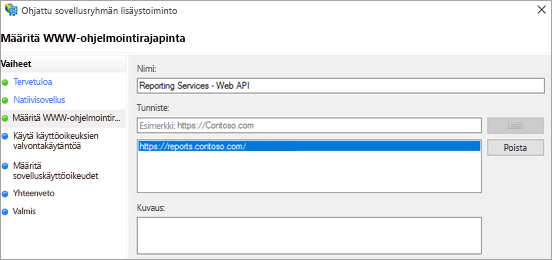 Ohjattu sovellusryhmän lisäystoiminto
Määritä WWW-ohjelmointirajapinta
Vaiheet
Tervetuloa
Natiivisovellus
Määritä WWW-ohjelmointir...
Käytä käyttöoikeuksien
valvontakäytäntöä
Määritä
sovelluskäyttöoikeudet
Yhteenveto
Valmis
Nimi:
Reporting Services - Web API
Tunniste:
Esimerkki: https://Contoso.com
Lisää
https://reports.contoso.com/
Poista
Kuvaus: